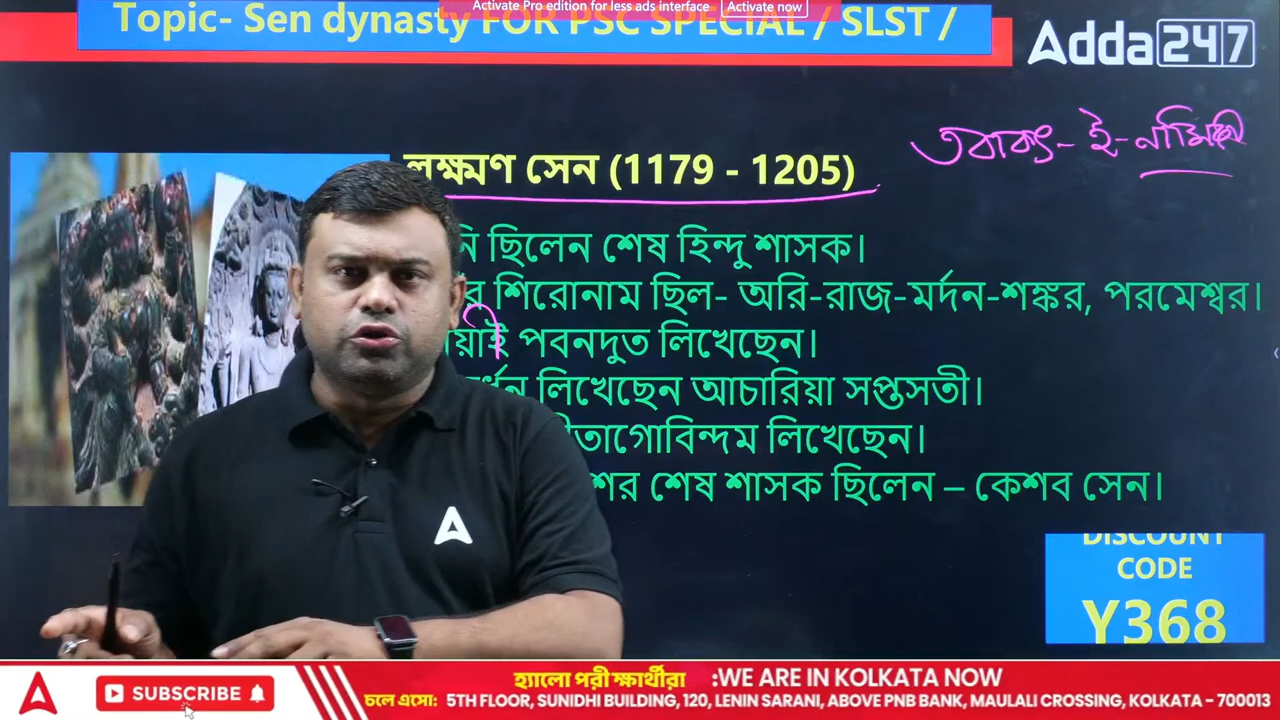 Activate Pro edition for less ads interface Activate now
Topic- Sen dynasty FOR PSC SPECIAL / SLST /
Adda247
তবাকৎ-ই-নাসিরী
লক্ষ্মণ সেন (1179 - 1205)
ছিলেন শেষ হিন্দু শাসক।
শিরোনাম ছিল- অরি-রাজ-মর্দন-শঙ্কর, পরমেশ্বর।
পবনদুত লিখেছেন।
লিখেছেন আচারিয়া সপ্তসতী।
তাগোবিন্দম লিখেছেন।
শের শেষ শাসক ছিলেন – কেশব সেন।
DISCOUNT
CODE
Y368
SUBSCRIBE
হ্যালো পরীক্ষার্থীরা :WE ARE IN KOLKATA NOW
চলে এসো: 5TH FLOOR, SUNIDHI BUILDING, 120, LENIN SARANI, ABOVE PNB BANK, MAULALI CROSSING, KOLKATA - 700013